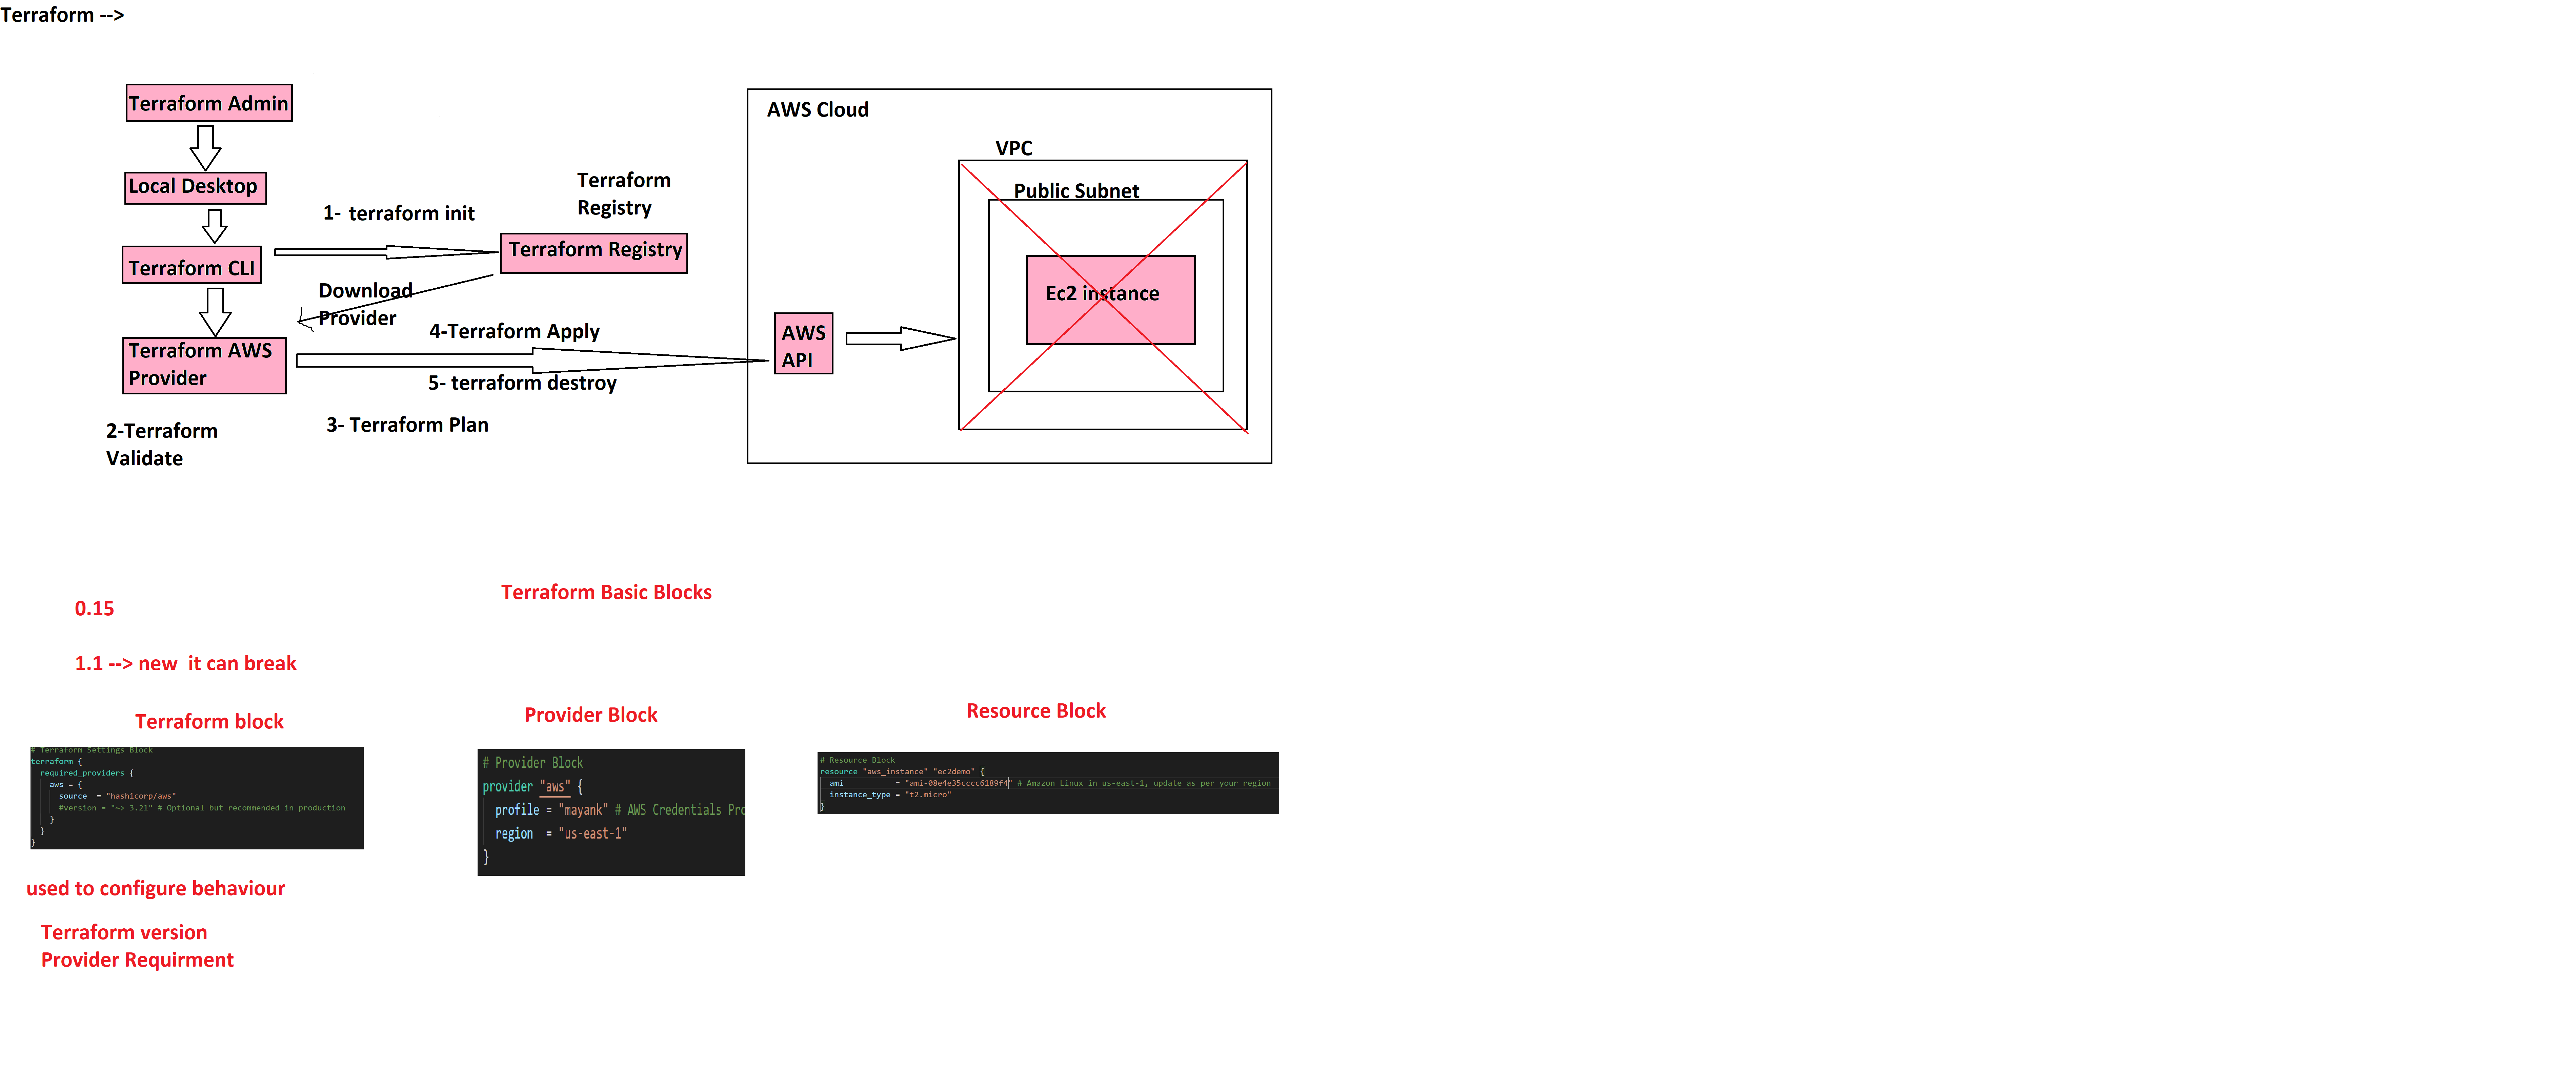 Terraform -->
Terraform Admin
Local Desktop
Terraform CLI
Terraform AWS
Provider
2-Terraform
Validate
1- terraform init
Terraform
Registry
Terraform Registry
Download
Provider
4-Terraform Apply
5- terraform destroy
3- Terraform Plan
AWS Cloud
VPC
Public Subnet
Ec2 instance
AWS
API
Terraform Basic Blocks
0.15
1.1 --> new  it can break
Terraform block
# Terraform Settings Block
terraform {
  required_providers {
    aws = {
      source  = "hashicorp/aws"
      #version = "~> 3.21" # Optional but recommended in production
    }
  }
}
used to configure behaviour
Terraform version
Provider Requirment
Provider Block
# Provider Block
provider "aws" {
  profile = "mayank" # AWS Credentials Pro
  region  = "us-east-1"
}
Resource Block
# Resource Block
resource "aws_instance" "ec2demo" {
  ami           = "ami-08e4e35cccc6189f4" # Amazon Linux in us-east-1, update as per your region
  instance_type = "t2.micro"
}